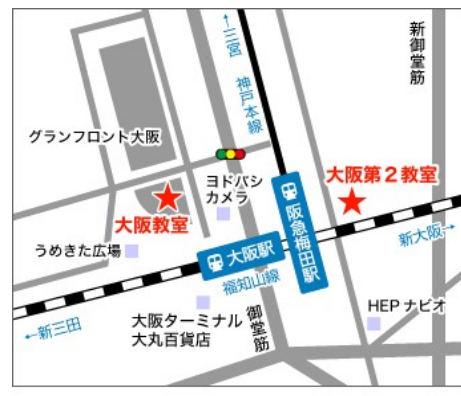 ←三宮
神戸本線
新御堂筋
グランフロント大阪
ヨドバシ
カメラ
大阪第2教室
大阪教室
うめきた広場
大阪駅
阪急梅田駅
新大阪→
福知山線
←新三田
大阪ターミナル
大丸百貨店
御堂筋
HEP ナビオ